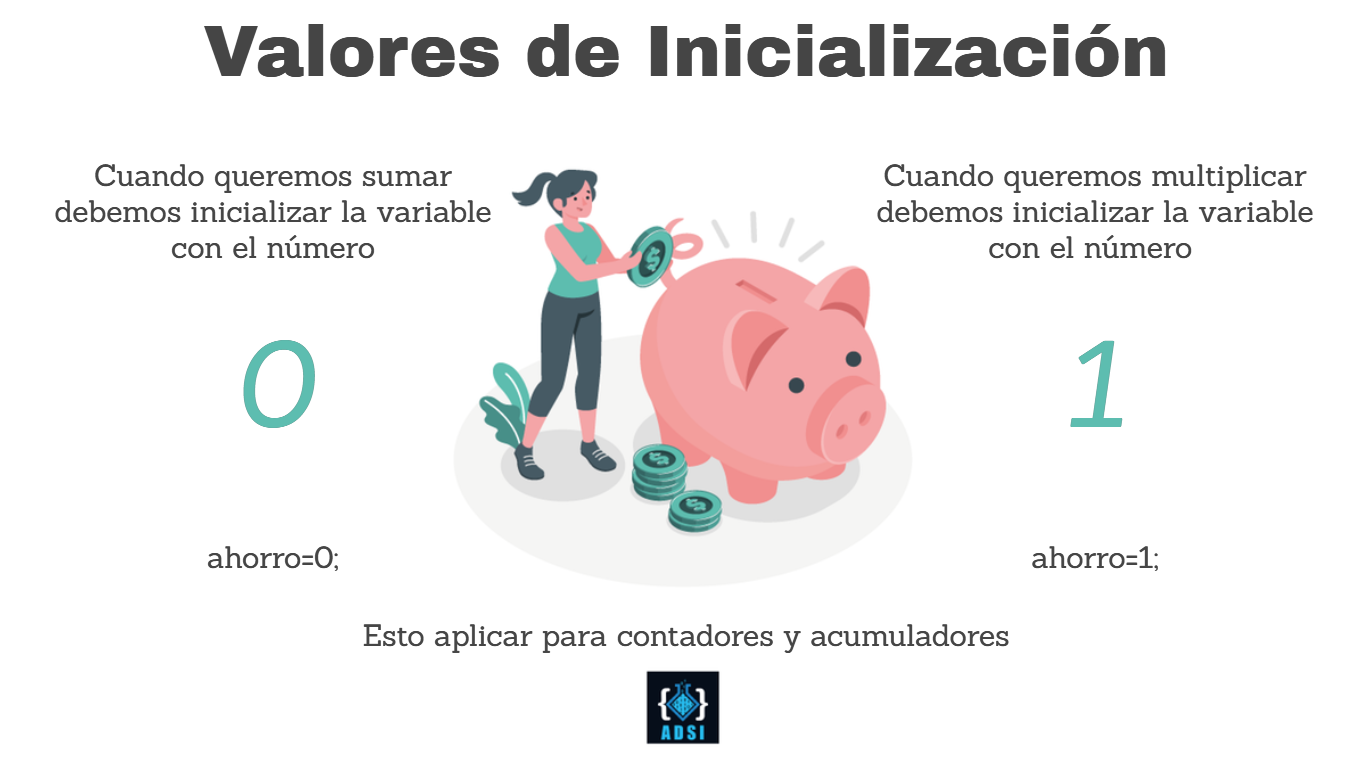 Valores de Inicialización
Cuando queremos sumar
debemos inicializar la variable
con el número
0
ahorro=0;
Cuando queremos multiplicar
debemos inicializar la variable
con el número
1
ahorro=1;
$
$
$
Esto aplicar para contadores y acumuladores
{ }
ADSI